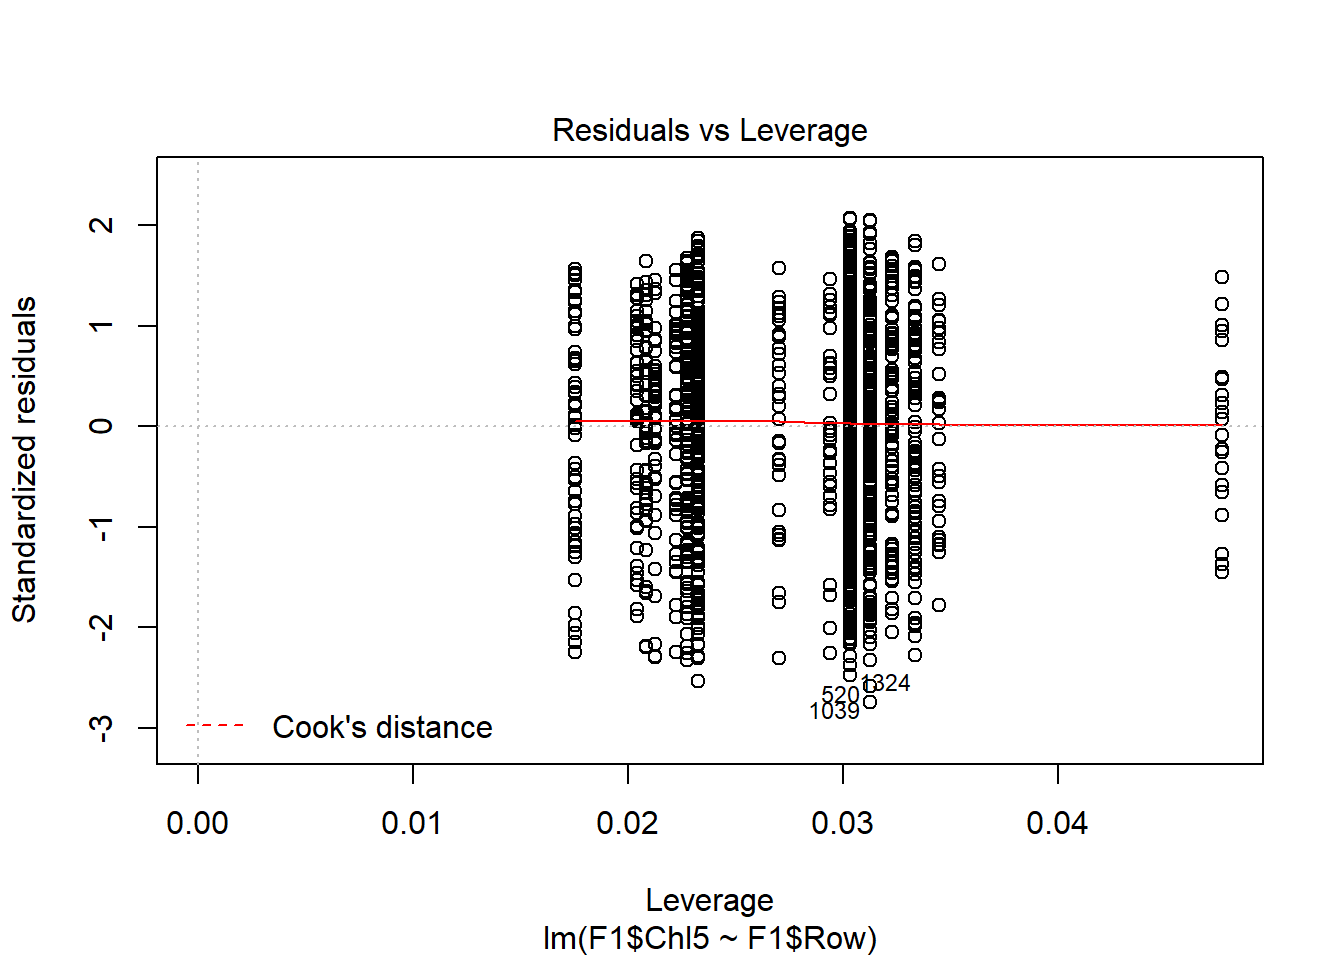 Residuals vs Leverage
Standardized residuals
2
1
0
-1
-2
-3
1324
520
1039
Cook's distance
0.00 0.01 0.02 0.03 0.04
Leverage
lm(F1$Chl5 ~ F1$Row)